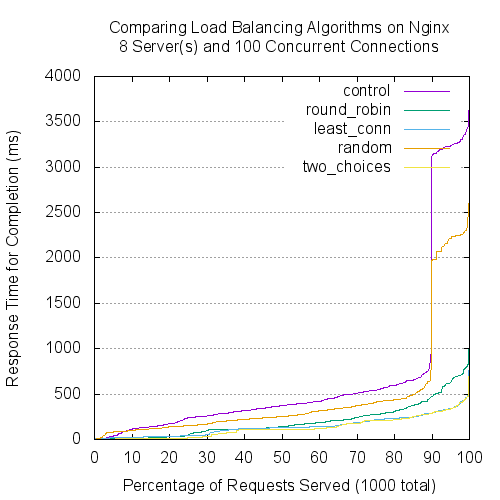 Comparing Load Balancing Algorithms on Nginx
8 Server(s) and 100 Concurrent Connections
Response Time for Completion (ms)
4000
3500
3000
2500
2000
1500
1000
500
0
control
round_robin
least_conn
random
two_choices
0 10 20 30 40 50 60 70 80 90 100
Percentage of Requests Served (1000 total)